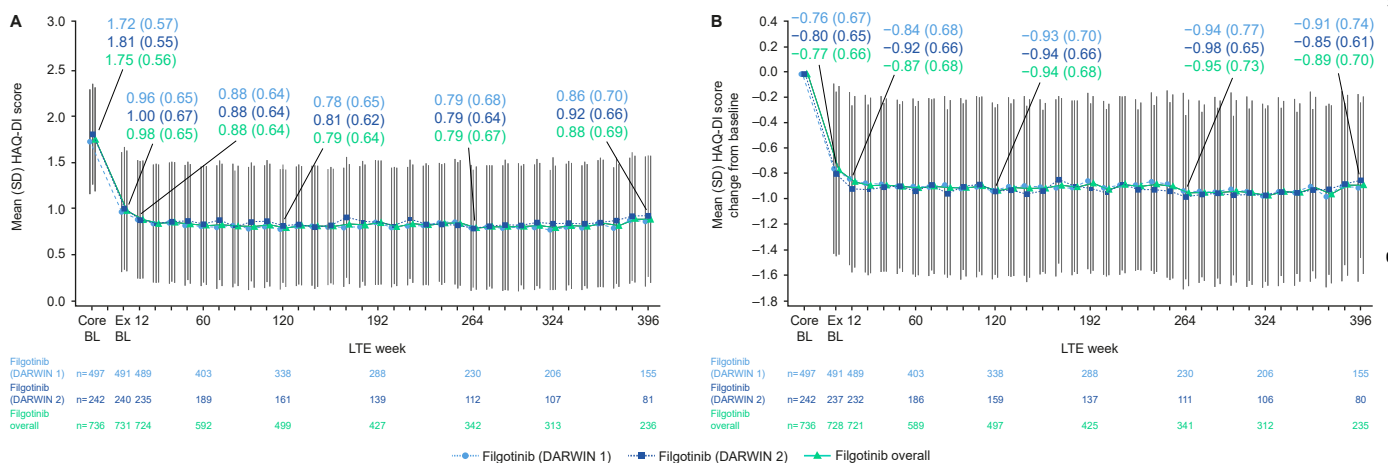 A
Mean (SD) HAQ-DI score
3.0
2.5
2.0
1.5
1.0
0.5
0.0
1.72 (0.57)
1.81 (0.55)
1.75 (0.56)
0.96 (0.65)
1.00 (0.67)
0.98 (0.65)
0.88 (0.64)
0.88 (0.64)
0.88 (0.64)
0.78 (0.65)
0.81 (0.62)
0.79 (0.64)
0.79 (0.68)
0.79 (0.64)
0.79 (0.67)
0.86 (0.70)
0.92 (0.66)
0.88 (0.69)
Core BL Ex BL 12 60 120 192 264 324 396
LTE week
Filgotinib
(DARWIN 1) n=497 491 489 403 338 288 230 206 155
Filgotinib
(DARWIN 2) n=242 240 235 189 161 139 112 107 81
Filgotinib
overall n=736 731 724 592 499 427 342 313 236
B
Mean (SD) HAQ-DI score
change from baseline
0.4
0.2
0.0
−0.2
−0.4
−0.6
−0.8
−1.0
−1.2
−1.4
−1.6
−1.8
−0.76 (0.67)
−0.80 (0.65)
−0.77 (0.66)
−0.84 (0.68)
−0.92 (0.66)
−0.87 (0.68)
−0.93 (0.70)
−0.94 (0.66)
−0.94 (0.68)
−0.94 (0.77)
−0.98 (0.65)
−0.95 (0.73)
−0.91 (0.74)
−0.85 (0.61)
−0.89 (0.70)
Core BL Ex BL 12 60 120 192 264 324 396
LTE week
Filgotinib
(DARWIN 1) n=497 491 489 403 338 288 230 206 155
Filgotinib
(DARWIN 2) n=242 237 232 186 159 137 111 106 80
Filgotinib
overall n=736 728 721 589 497 425 341 312 235
Filgotinib (DARWIN 1) Filgotinib (DARWIN 2) Filgotinib overall